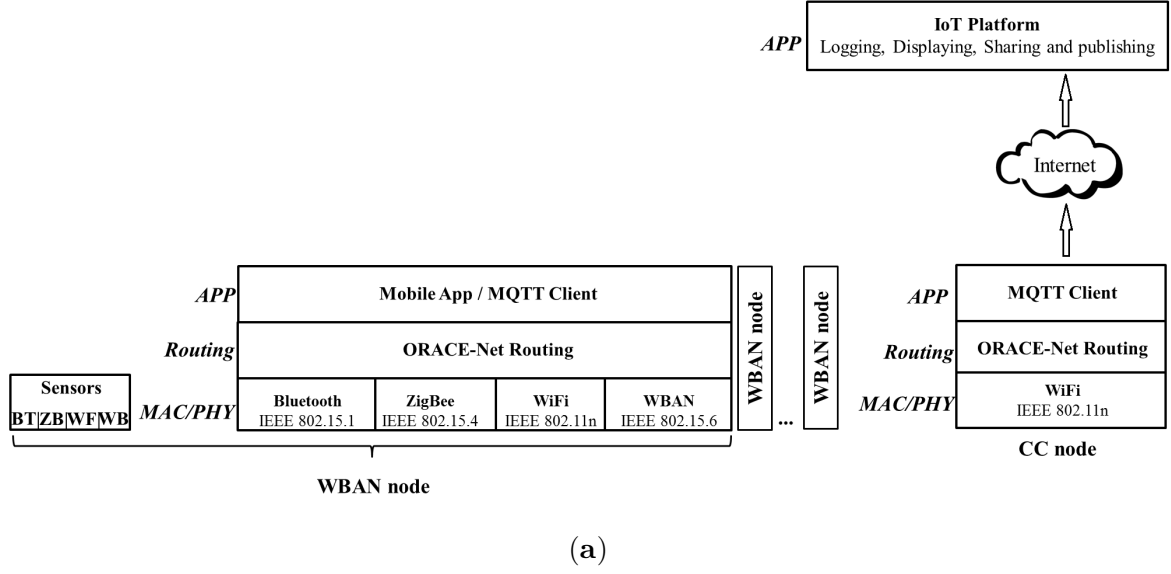 IoT Platform
APP
Logging, Displaying, Sharing and publishing
Internet
APP
Mobile App / MQTT Client
WBAN node
WBAN node
APP
MQTT Client
Routing
ORACE-Net Routing
Routing
ORACE-Net Routing
Sensors
BT|ZB|WF|WB
MAC/PHY
Bluetooth
IEEE 802.15.1
ZigBee
IEEE 802.15.4
WiFi
IEEE 802.11n
WBAN
IEEE 802.15.6
...
MAC/PHY
WiFi
IEEE 802.11n
CC node
WBAN node
(a)